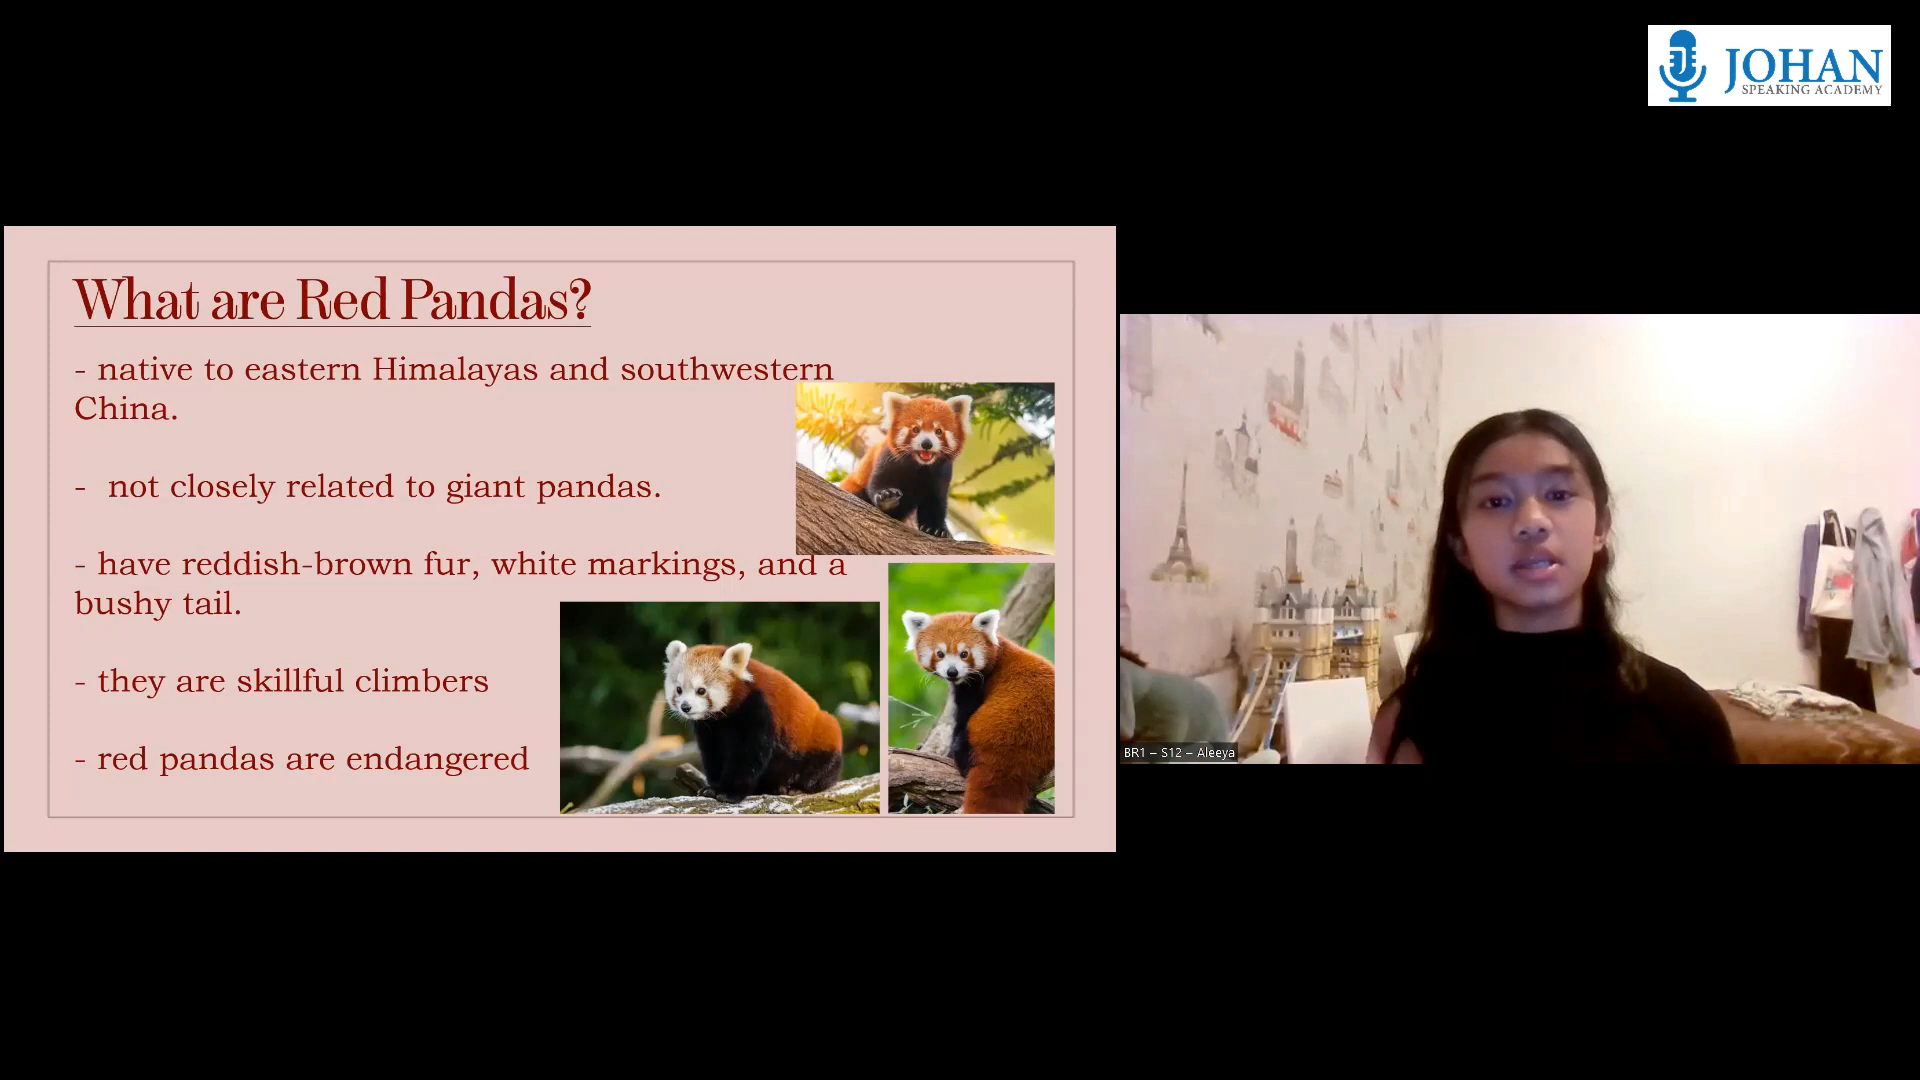 JOHAN
SPEAKING ACADEMY
What are Red Pandas?
- native to eastern Himalayas and southwestern
China.
- not closely related to giant pandas.
- have reddish-brown fur, white markings, and a
bushy tail.
- they are skillful climbers
- red pandas are endangered
BR1 – S12 – Aleeya